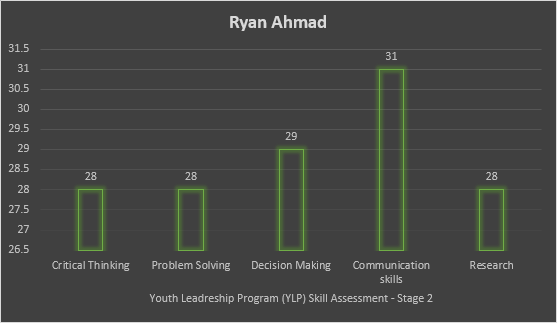 Ryan Ahmad
31.5
31
30.5
30
29.5
29
28.5
28
27.5
27
26.5
28
28
29
31
28
Critical Thinking
Problem Solving
Decision Making
Communication
skills
Research
Youth Leadreship Program (YLP) Skill Assessment - Stage 2